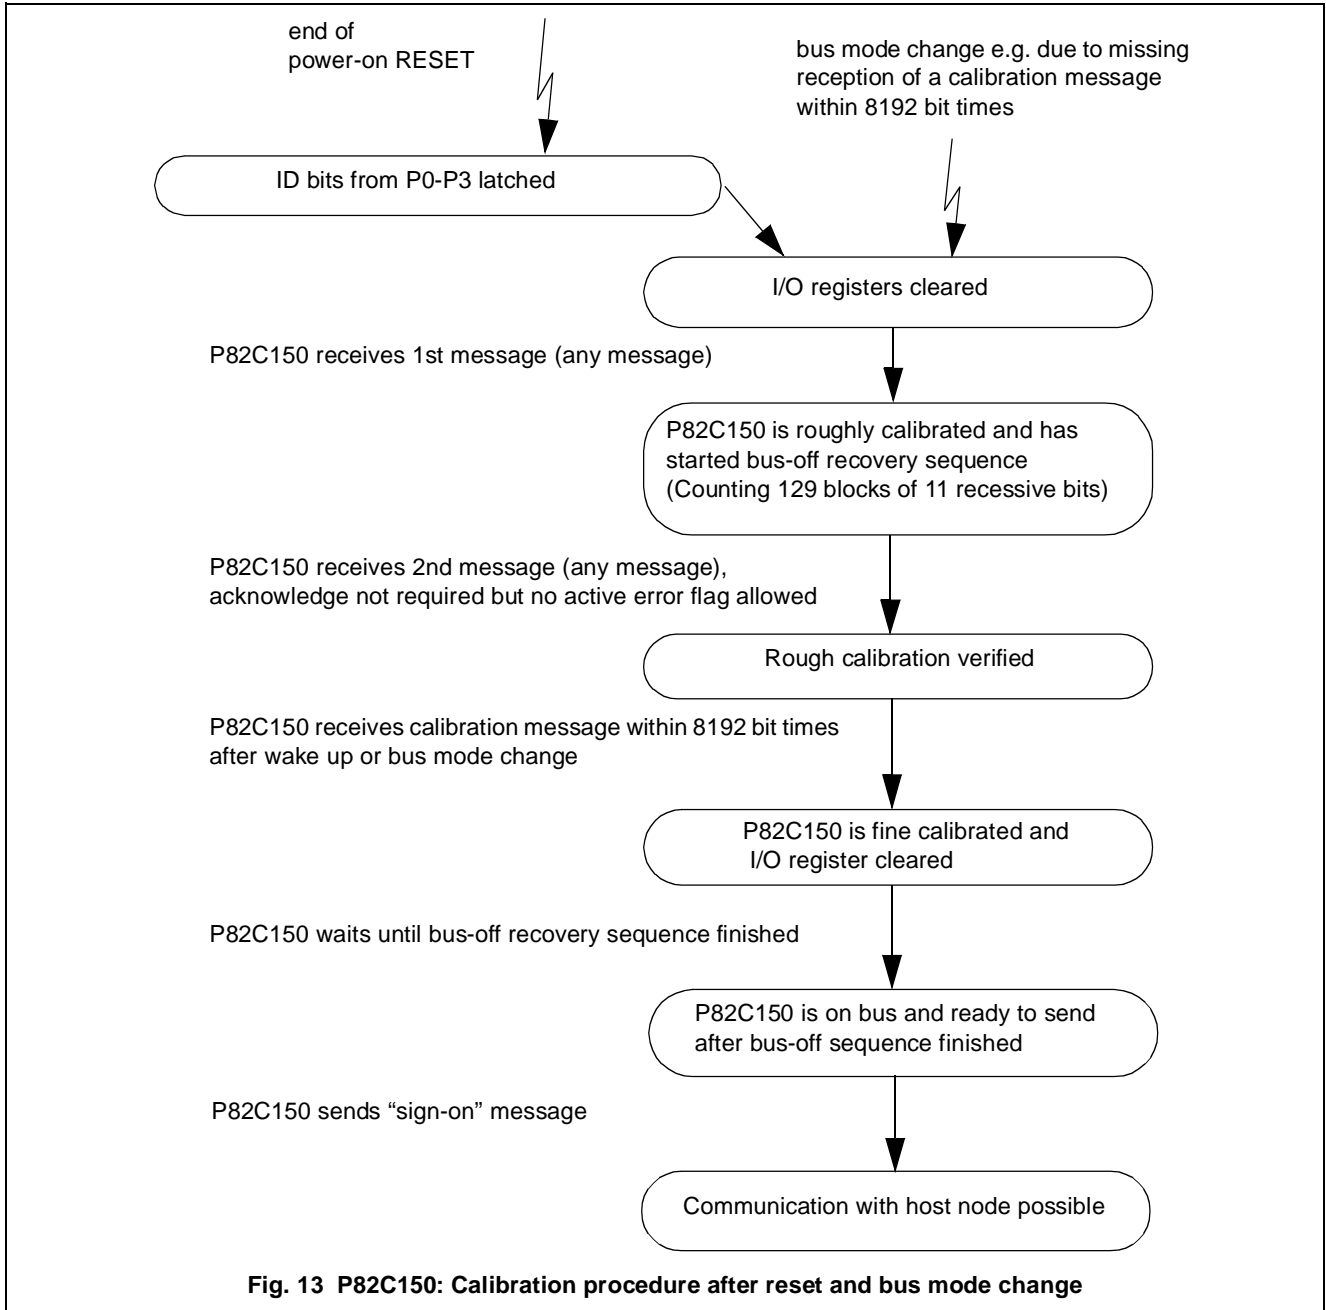 end of
power-on RESET
bus mode change e.g. due to missing
reception of a calibration message
within 8192 bit times
ID bits from P0-P3 latched
I/O registers cleared
P82C150 receives 1st message (any message)
P82C150 is roughly calibrated and has
started bus-off recovery sequence
(Counting 129 blocks of 11 recessive bits)
P82C150 receives 2nd message (any message),
acknowledge not required but no active error flag allowed
Rough calibration verified
P82C150 receives calibration message within 8192 bit times
after wake up or bus mode change
P82C150 is fine calibrated and
I/O register cleared
P82C150 waits until bus-off recovery sequence finished
P82C150 is on bus and ready to send
after bus-off sequence finished
P82C150 sends “sign-on” message
Communication with host node possible
Fig. 13 P82C150: Calibration procedure after reset and bus mode change